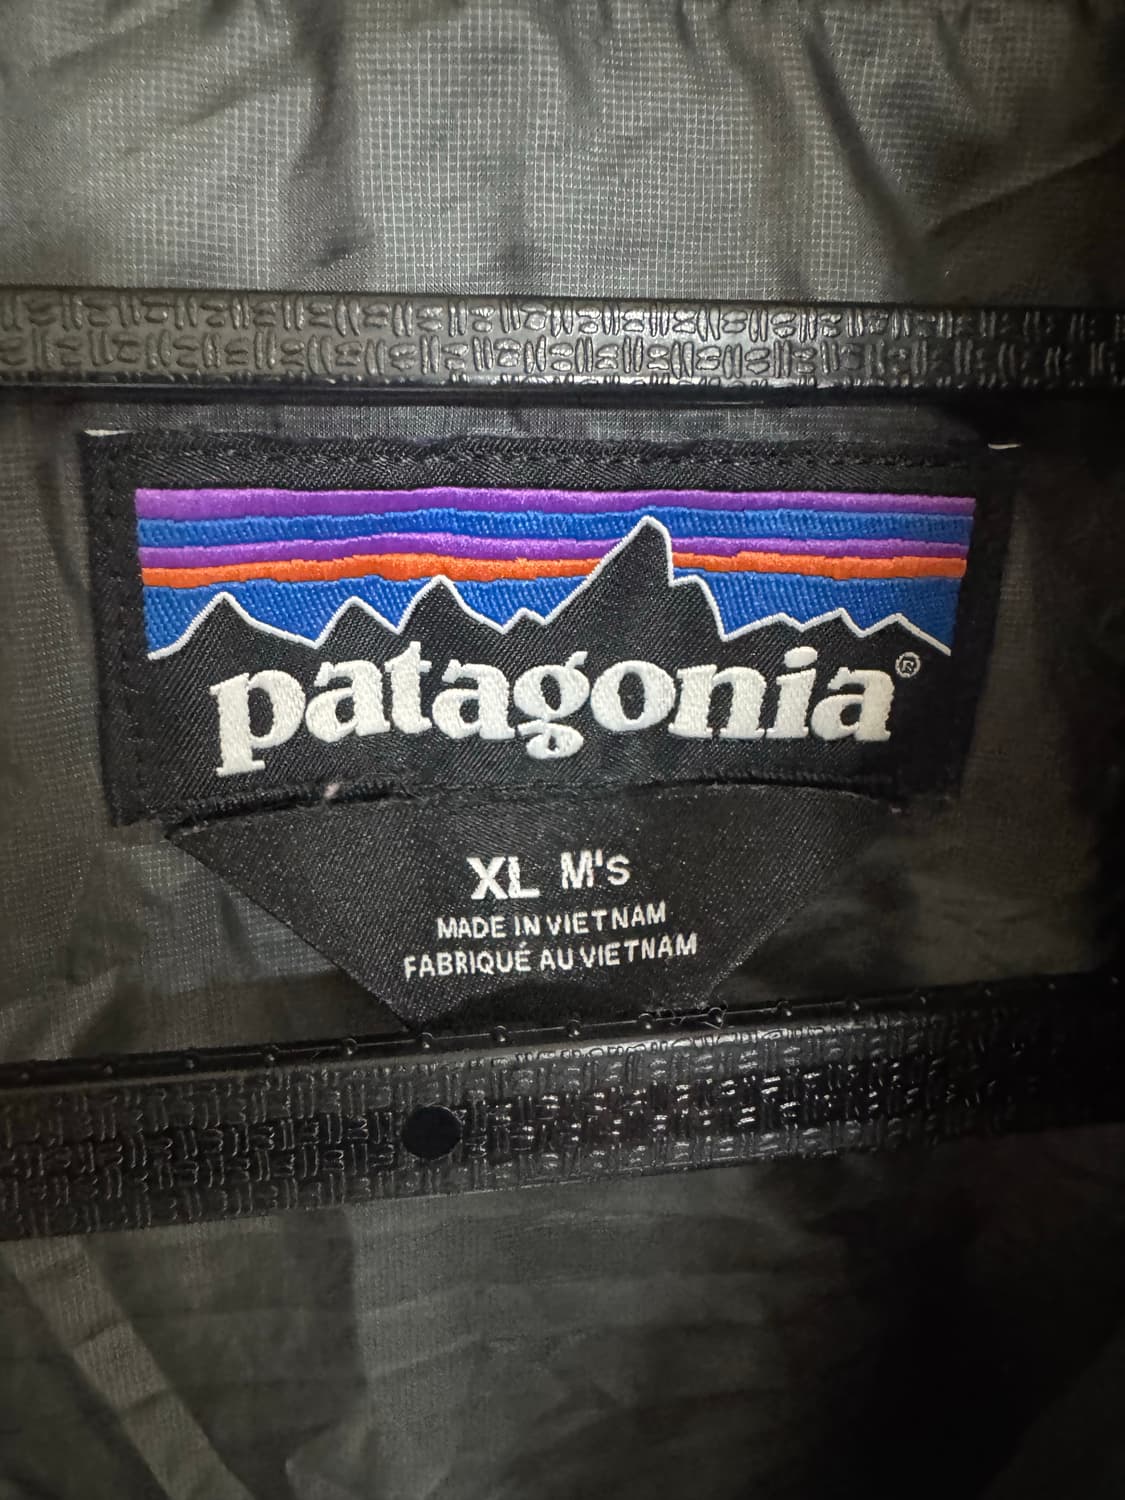 patagonia®
XL M's
MADE IN VIETNAM
FABRIQUÉ AU VIETNAM